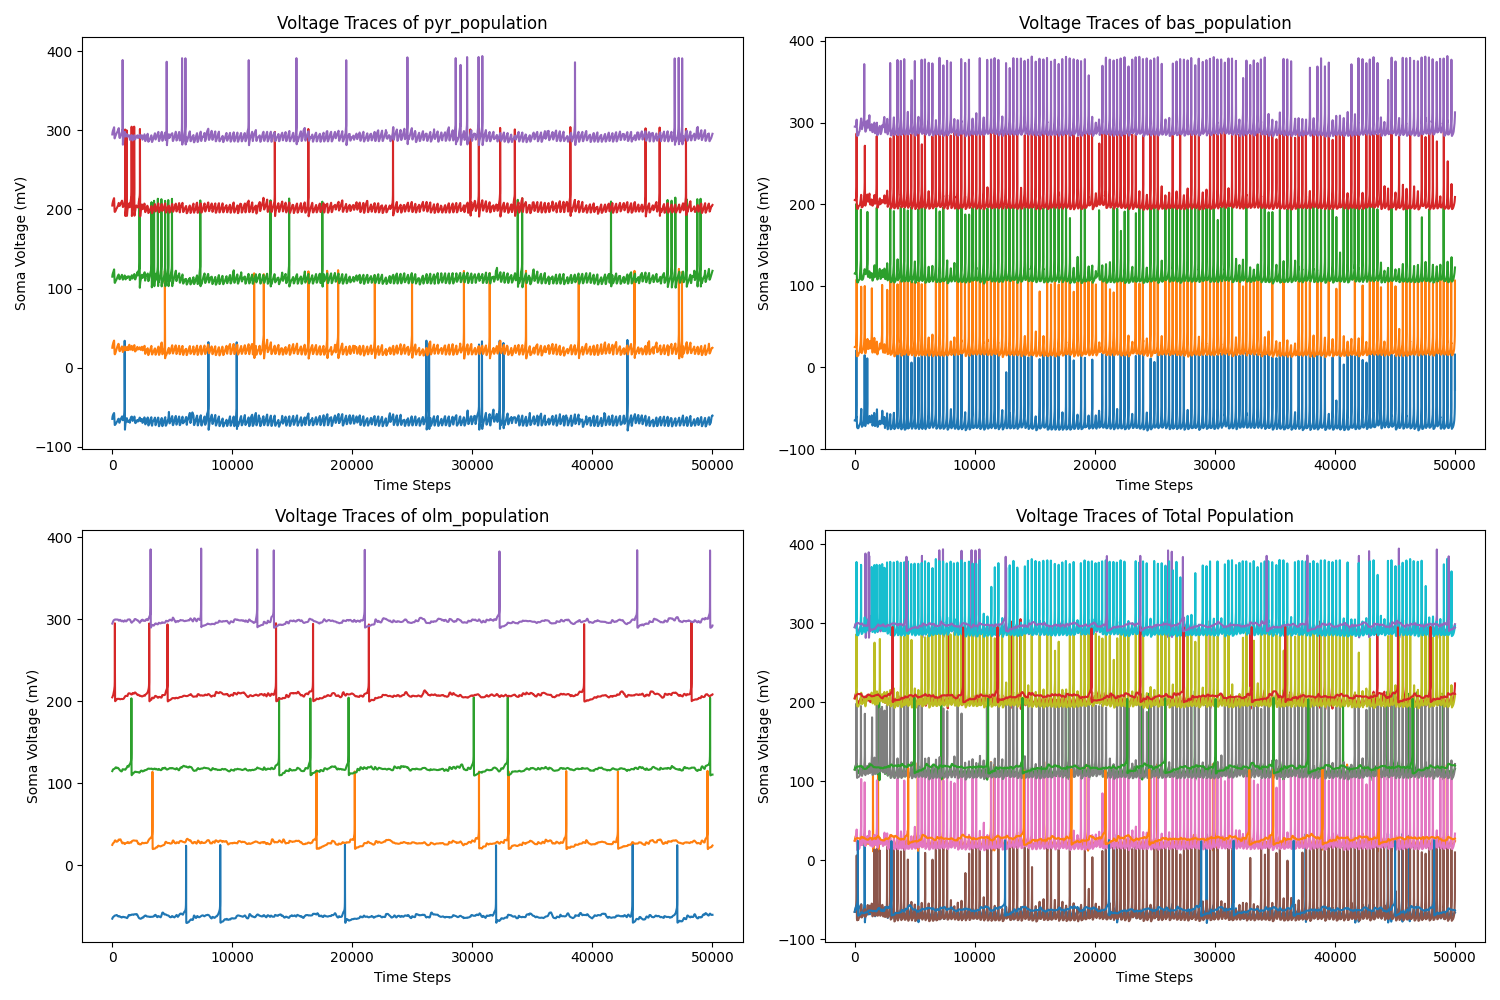 Voltage Traces of pyr_population
Soma Voltage (mV)
400
300
200
100
0
−100
0 10000 20000 30000 40000 50000
Time Steps
Voltage Traces of bas_population
Soma Voltage (mV)
400
300
200
100
0
−100
0 10000 20000 30000 40000 50000
Time Steps
Voltage Traces of olm_population
Soma Voltage (mV)
400
300
200
100
0
0 10000 20000 30000 40000 50000
Time Steps
Voltage Traces of Total Population
Soma Voltage (mV)
400
300
200
100
0
−100
0 10000 20000 30000 40000 50000
Time Steps